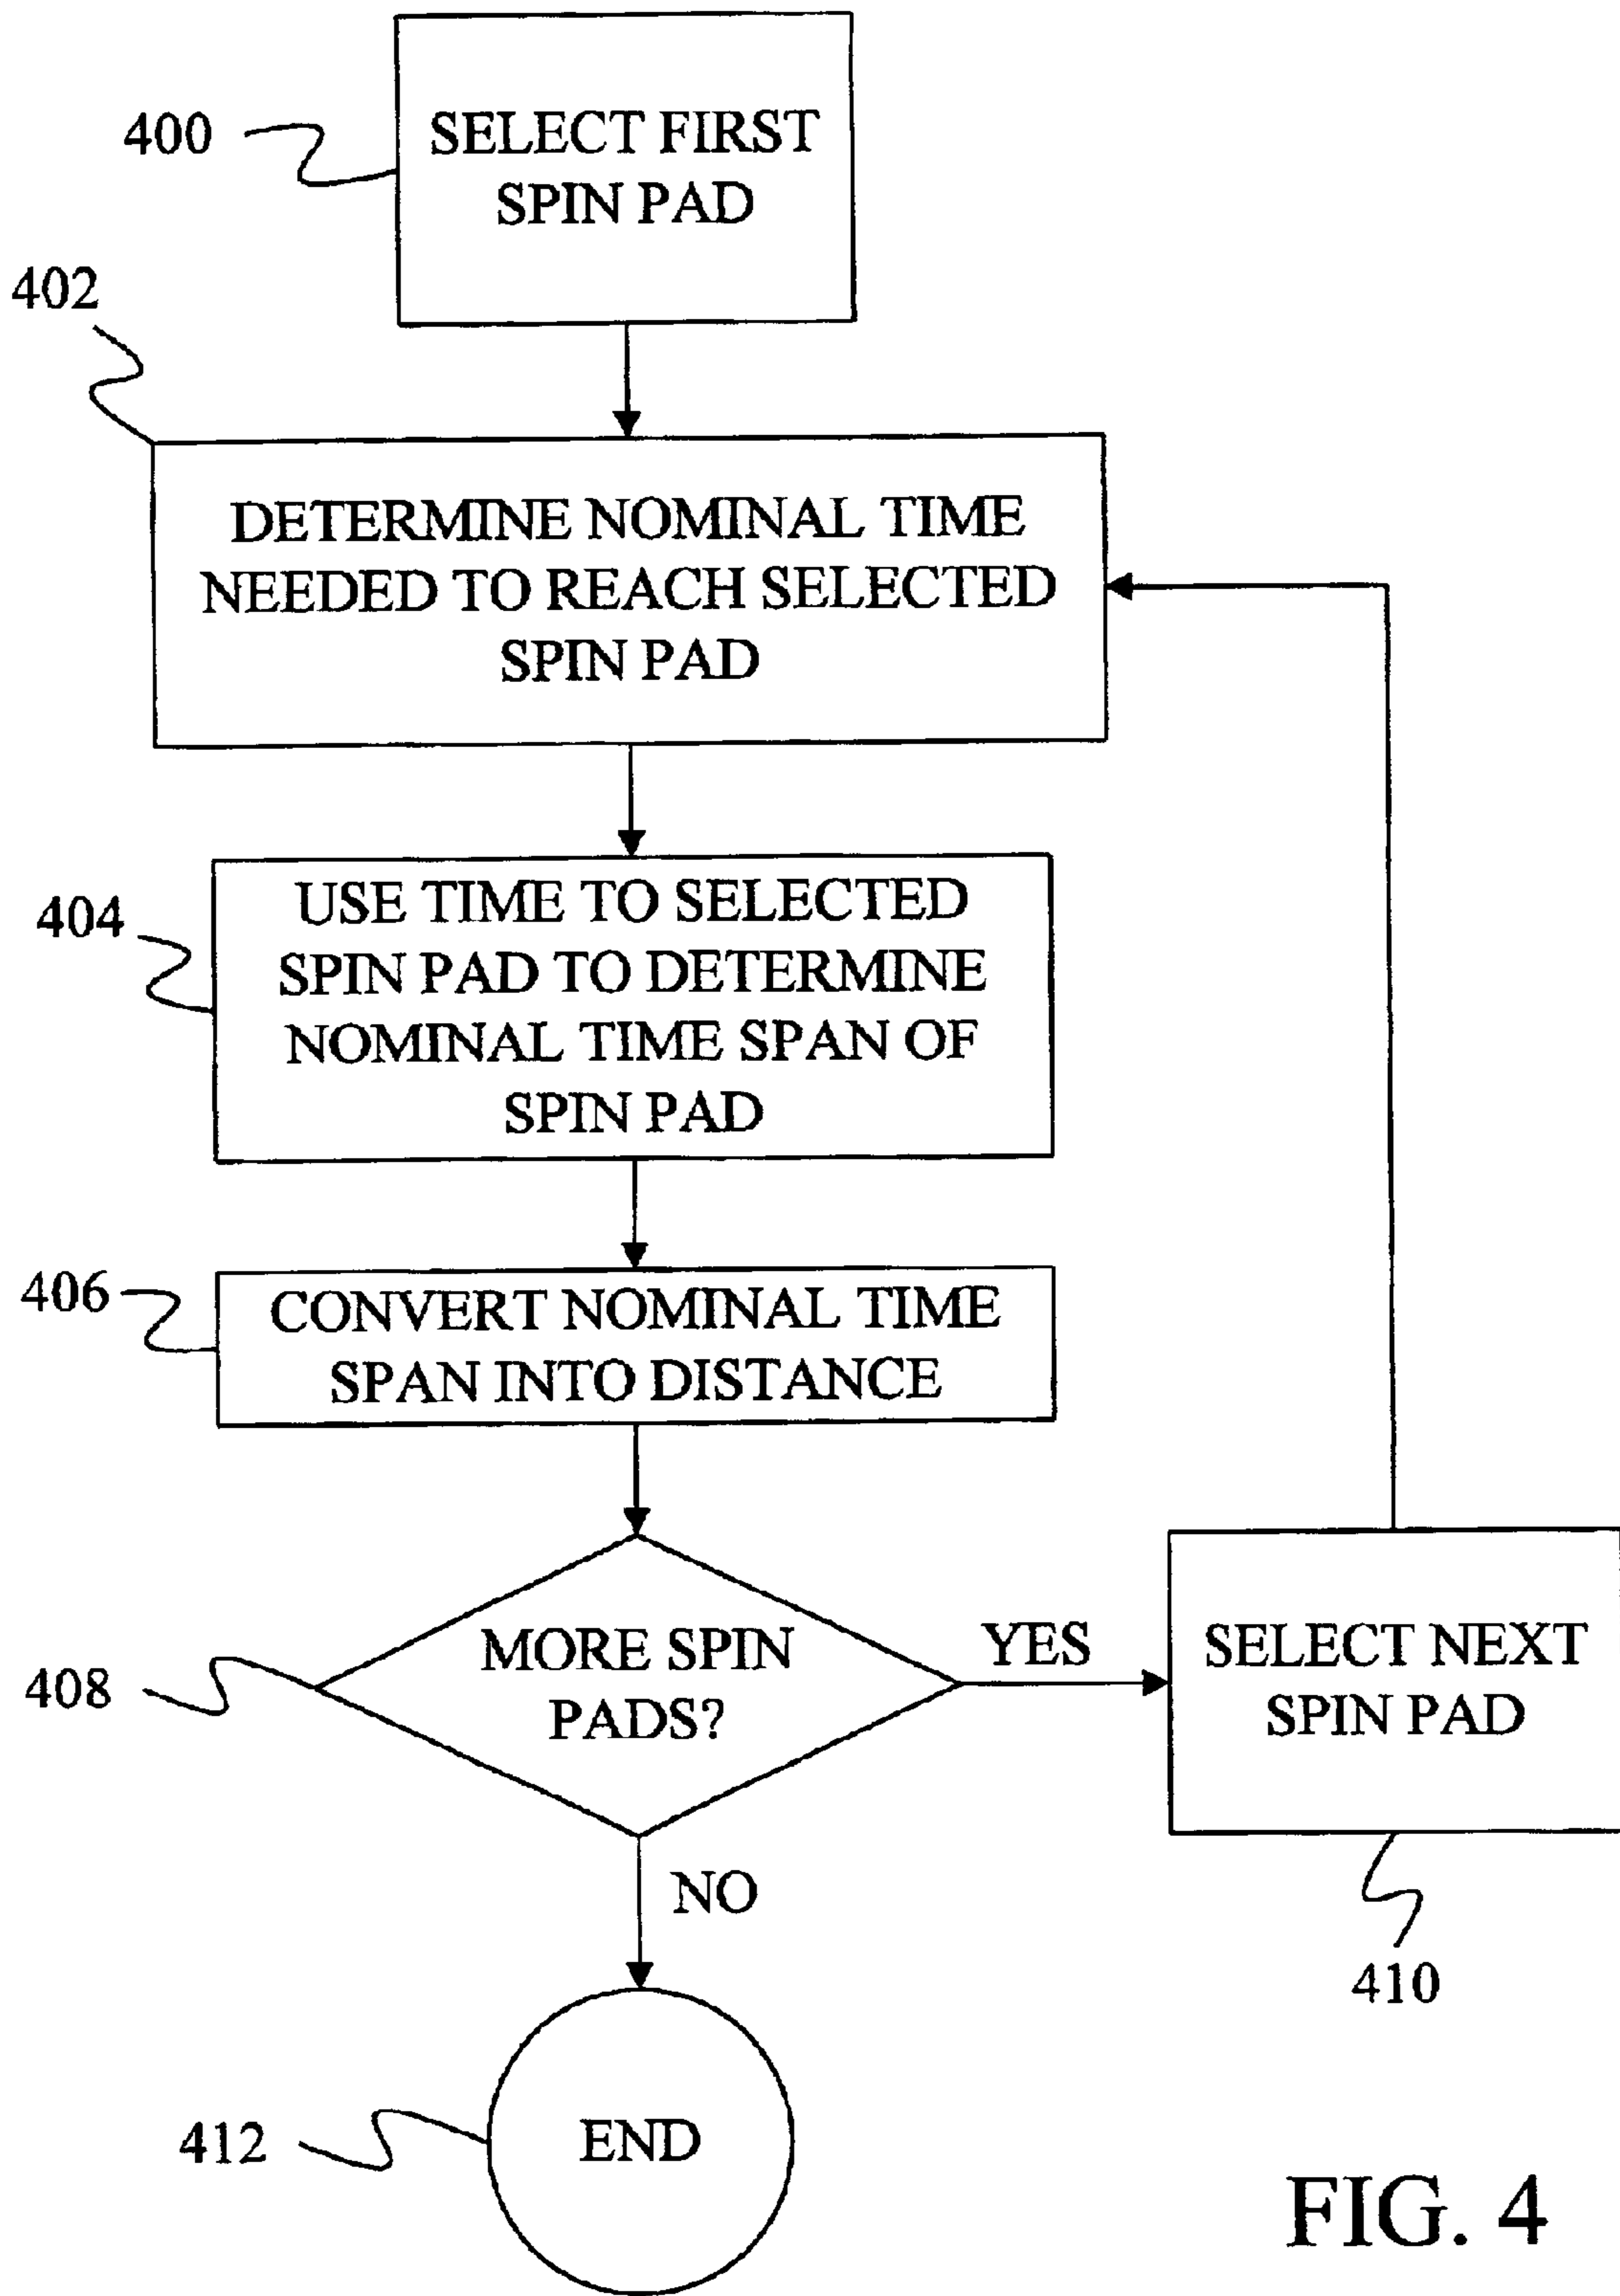 400
SELECT FIRST
SPIN PAD
402
DETERMINE NOMINAL TIME
NEEDED TO REACH SELECTED
SPIN PAD
404
USE TIME TO SELECTED
SPIN PAD TO DETERMINE
NOMINAL TIME SPAN OF
SPIN PAD
406
CONVERT NOMINAL TIME
SPAN INTO DISTANCE
408
MORE SPIN
PADS?
YES
SELECT NEXT
SPIN PAD
410
NO
412
END
FIG. 4